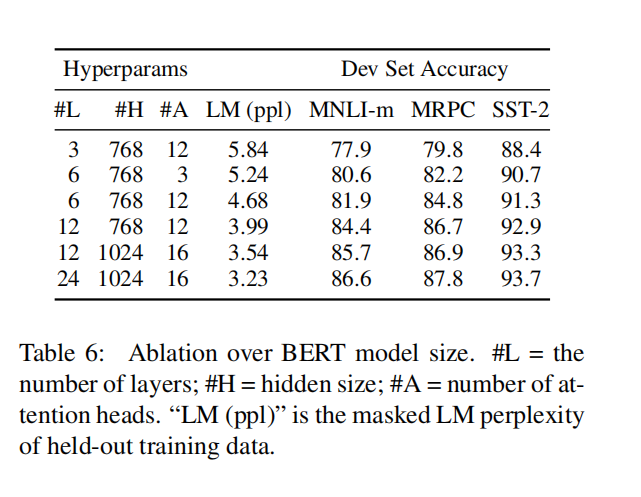 Hyperparams Dev Set Accuracy
#L #H #A LM (ppl) MNLI-m MRPC SST-2
3 768 12 5.84 77.9 79.8 88.4
6 768 3 5.24 80.6 82.2 90.7
6 768 12 4.68 81.9 84.8 91.3
12 768 12 3.99 84.4 86.7 92.9
12 1024 16 3.54 85.7 86.9 93.3
24 1024 16 3.23 86.6 87.8 93.7
Table 6: Ablation over BERT model size. #L = the
number of layers; #H = hidden size; #A = number of at-
tention heads. “LM (ppl)” is the masked LM perplexity
of held-out training data.